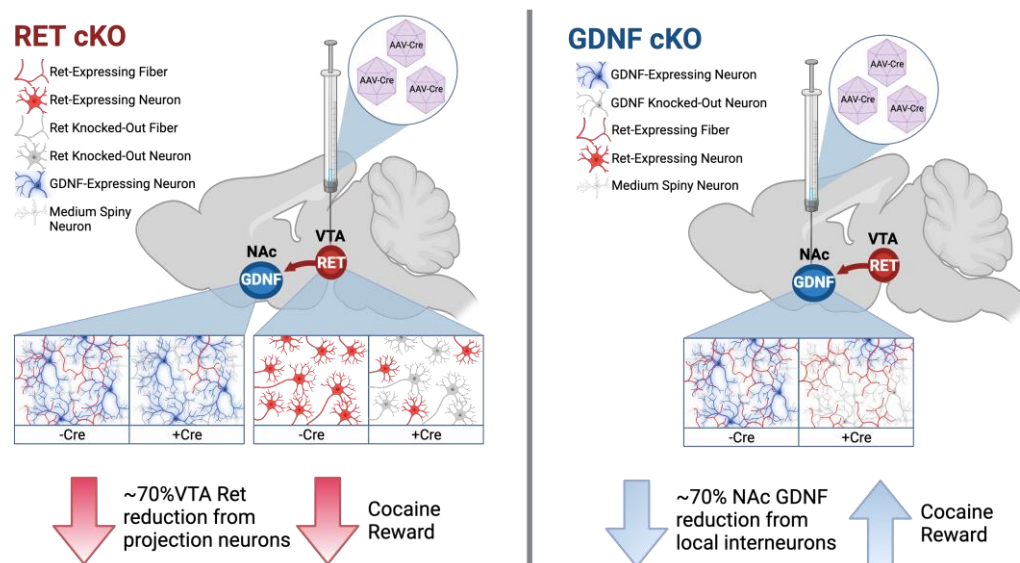 RET cKO
Ret-Expressing Fiber
Ret-Expressing Neuron
Ret Knocked-Out Fiber
Ret Knocked-Out Neuron
GDNF-Expressing Neuron
Medium Spiny
Neuron
AAV-Cre
AAV-Cre
AAV-Cre
NAc
VTA
GDNF
RET
-Cre
+Cre
-Cre
+Cre
~70%VTA Ret
reduction from
projection neurons
Cocaine
Reward
GDNF cKO
GDNF-Expressing Neuron
GDNF Knocked-Out Neuron
Ret-Expressing Fiber
Ret-Expressing Neuron
Medium Spiny Neuron
AAV-Cre
AAV-Cre
AAV-Cre
NAc
VTA
GDNF
RET
-Cre
+Cre
~70% NAc GDNF
reduction from
local interneurons
Cocaine
Reward